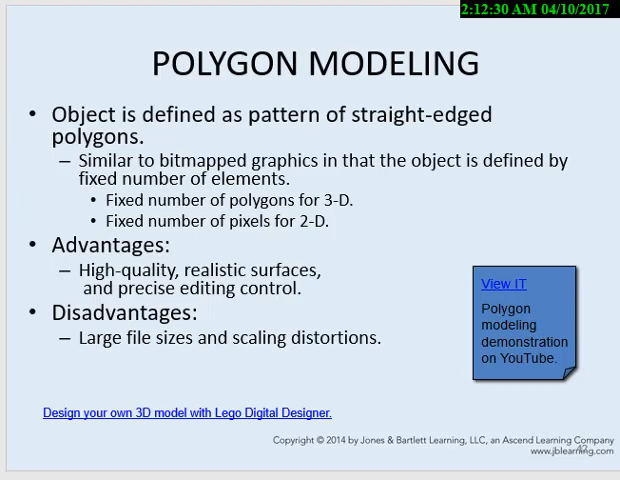 2:12:30 AM 04/10/2017
POLYGON MODELING
• Object is defined as pattern of straight-edged
polygons.
– Similar to bitmapped graphics in that the object is defined by
fixed number of elements.
• Fixed number of polygons for 3-D.
• Fixed number of pixels for 2-D.
• Advantages:
– High-quality, realistic surfaces,
and precise editing control.
• Disadvantages:
– Large file sizes and scaling distortions.
View IT
Polygon
modeling
demonstration
on YouTube.
Design your own 3D model with Lego Digital Designer.
Copyright © 2014 by Jones & Bartlett Learning, LLC, an Ascend Learning Company
www.jblearning.com
42